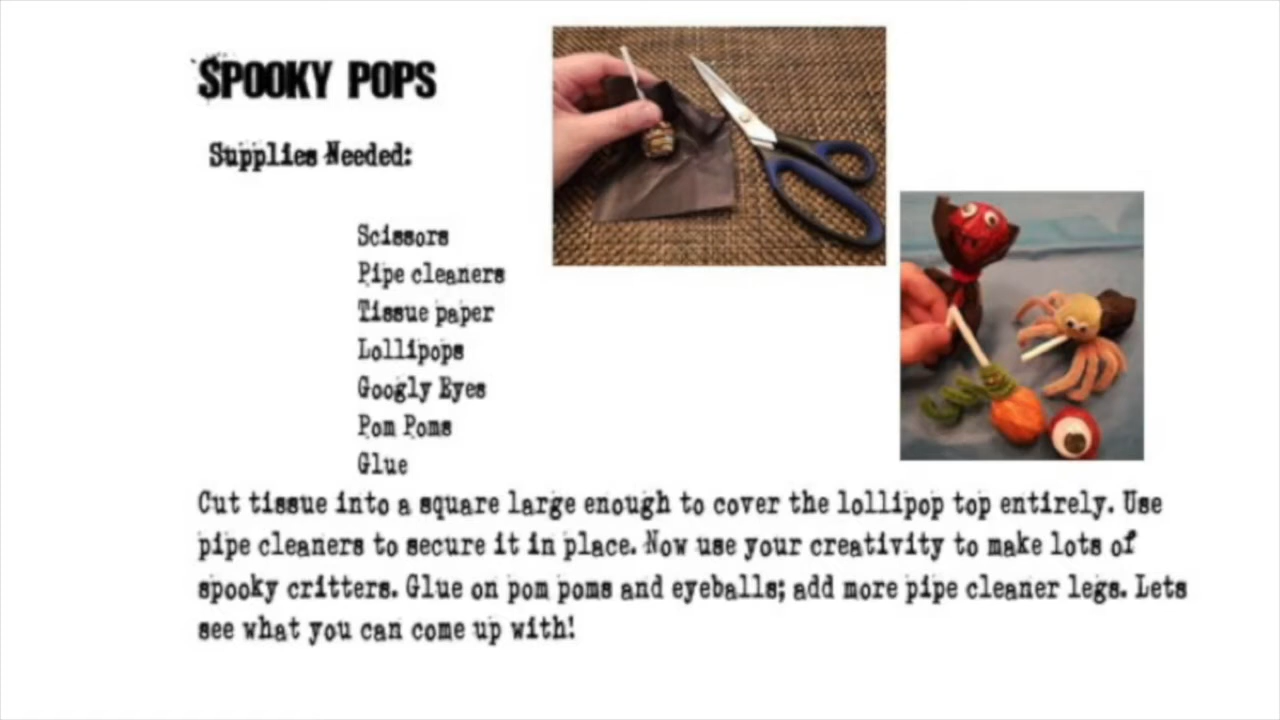 SPOOKY POPS
Supplies Needed:
Scissors
Pipe cleaners
Tissue paper
Lollipops
Googly Eyes
Pom Poms
Glue
Cut tissue into a square large enough to cover the lollipop top entirely. Use
pipe cleaners to secure it in place. Now use your creativity to make lots of
spooky critters. Glue on pom poms and eyeballs; add more pipe cleaner legs. Lets
see what you can come up with!